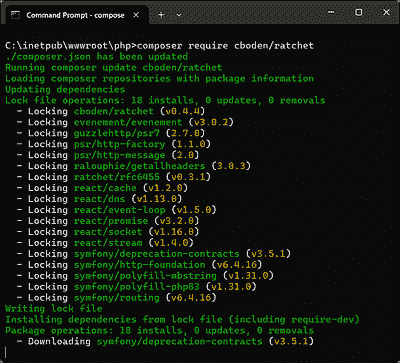 Command Prompt - compose
C:\inetpub\wwwroot\php>composer require cboden/ratchet
./composer.json has been updated
Running composer update cboden/ratchet
Loading composer repositories with package information
Updating dependencies
Lock file operations: 18 installs, 0 updates, 0 removals
- Locking cboden/ratchet (v0.4.4)
- Locking evenement/evenement (v3.0.2)
- Locking guzzlehttp/psr7 (2.7.0)
- Locking psr/http-factory (1.1.0)
- Locking psr/http-message (2.0)
- Locking ralouphie/getallheaders (3.0.3)
- Locking ratchet/rfc6455 (v0.3.1)
- Locking react/cache (v1.2.0)
- Locking react/dns (v1.13.0)
- Locking react/event-loop (v1.5.0)
- Locking react/promise (v3.2.0)
- Locking react/socket (v1.16.0)
- Locking react/stream (v1.4.0)
- Locking symfony/deprecation-contracts (v3.5.1)
- Locking symfony/http-foundation (v6.4.16)
- Locking symfony/polyfill-mbstring (v1.31.0)
- Locking symfony/polyfill-php83 (v1.31.0)
- Locking symfony/routing (v6.4.16)
Writing lock file
Installing dependencies from lock file (including require-dev)
Package operations: 18 installs, 0 updates, 0 removals
- Downloading symfony/deprecation-contracts (v3.5.1)